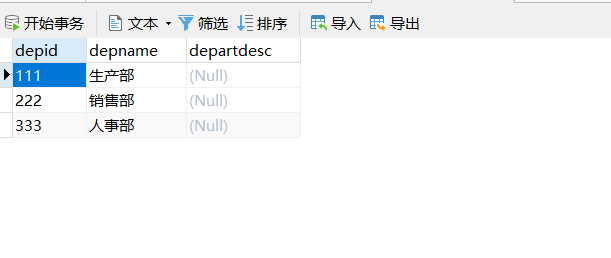 开始事务 文本 筛选 排序 导入 导出
depid depname departdesc
111 生产部 (Null)
222 销售部 (Null)
333 人事部 (Null)